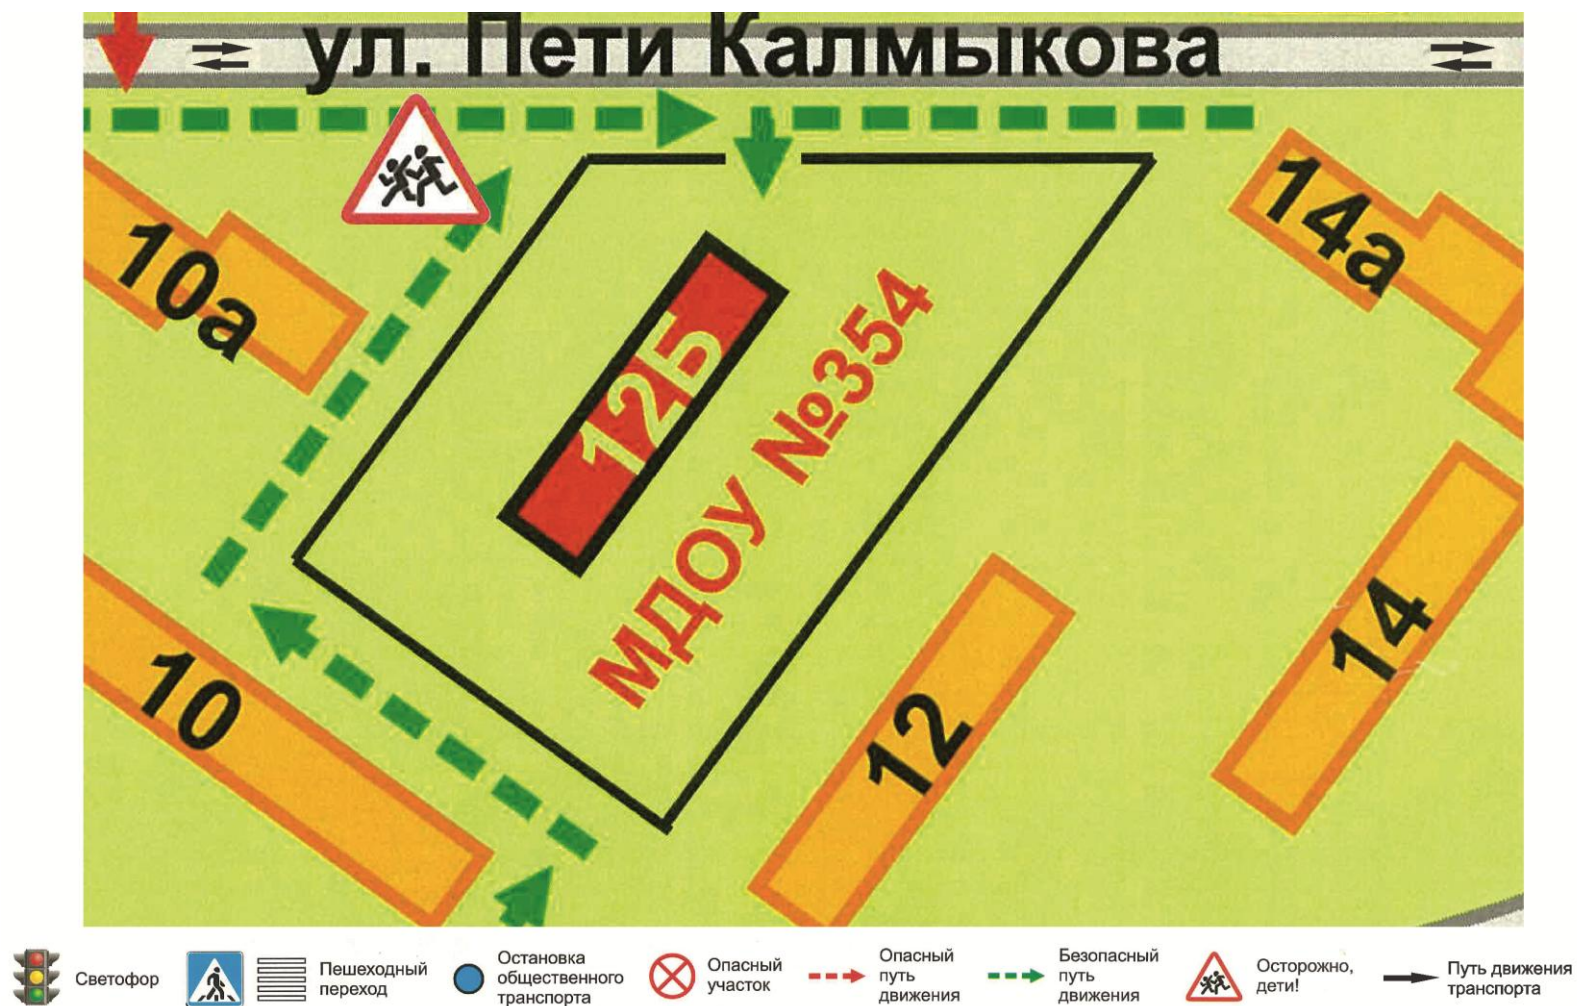 ул. Пети Калмыкова
10а
14а
125
МДОУ №354
10
12
14
Светофор
Пешеходный
переход
Остановка
общественного
транспорта
Опасный
участок
Опасный
путь
движения
Безопасный
путь
движения
Осторожно,
дети!
Путь движения
транспорта